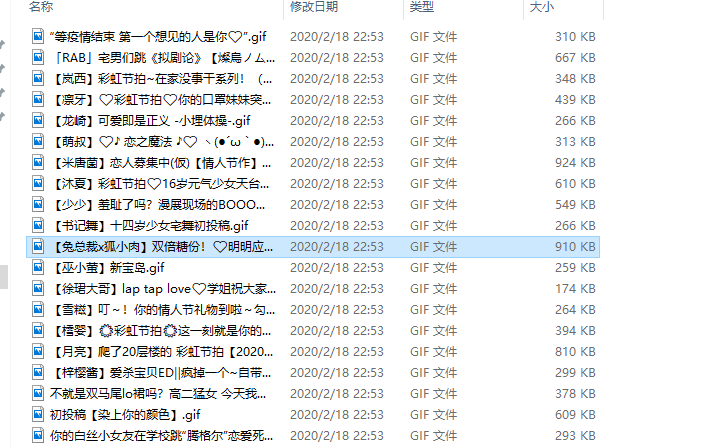 名称 修改日期 类型 大小
“等疫情结束 第一个想见的人是你♡”.gif 2020/2/18 22:53 GIF 文件 310 KB
「RAB」宅男们跳《拟剧论》【燦鳥ノム... 2020/2/18 22:53 GIF 文件 667 KB
【岚西】彩虹节拍~在家没事干系列！（... 2020/2/18 22:53 GIF 文件 348 KB
【凛牙】♡彩虹节拍♡你的口罩妹妹突... 2020/2/18 22:53 GIF 文件 439 KB
【龙崎】可爱即是正义 -小埋体操-.gif 2020/2/18 22:53 GIF 文件 266 KB
【萌叔】♡♪ 恋之魔法 ♪♡ ヽ(●´ω｀●)... 2020/2/18 22:53 GIF 文件 313 KB
【米唐菌】恋人募集中(仮)【情人节作】... 2020/2/18 22:53 GIF 文件 924 KB
【沐夏】彩虹节拍♡16岁元气少女天台... 2020/2/18 22:53 GIF 文件 610 KB
【少少】羞耻了吗？漫展现场的BOOO... 2020/2/18 22:53 GIF 文件 549 KB
【书记舞】十四岁少女宅舞初投稿.gif 2020/2/18 22:53 GIF 文件 266 KB
【兔总裁x狐小肉】双倍糖份！♡明明应... 2020/2/18 22:53 GIF 文件 910 KB
【巫小萤】新宝岛.gif 2020/2/18 22:53 GIF 文件 259 KB
【徐珺大哥】lap tap love♡学姐祝大家... 2020/2/18 22:53 GIF 文件 174 KB
【雪糍】叮～！你的情人节礼物到啦～勾... 2020/2/18 22:53 GIF 文件 264 KB
【樰婴】۞彩虹节拍۞这一刻就是你的... 2020/2/18 22:53 GIF 文件 394 KB
【月亮】爬了20层楼的 彩虹节拍【2020... 2020/2/18 22:53 GIF 文件 810 KB
【梓樱酱】爱杀宝贝ED||疯掉一个~自带... 2020/2/18 22:53 GIF 文件 299 KB
不就是双马尾lo裙吗？高二猛女 今天我... 2020/2/18 22:53 GIF 文件 378 KB
初投稿【染上你的颜色】.gif 2020/2/18 22:53 GIF 文件 609 KB
你的白丝小女友在学校跳“腾格尔”恋爱死... 2020/2/18 22:53 GIF 文件 293 KB